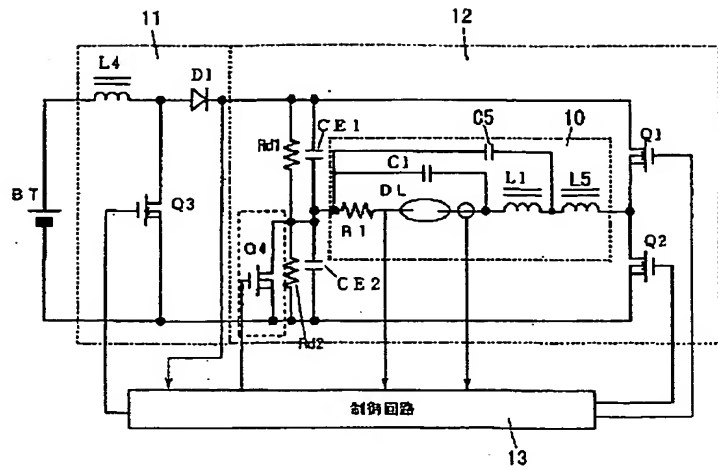 11
12
L4
D1
C5
10
Q1
Rd1
CE1
C1
L1
L5
DL
BT
Q3
R1
Q4
Q2
CE2
Rd2
制御回路
13